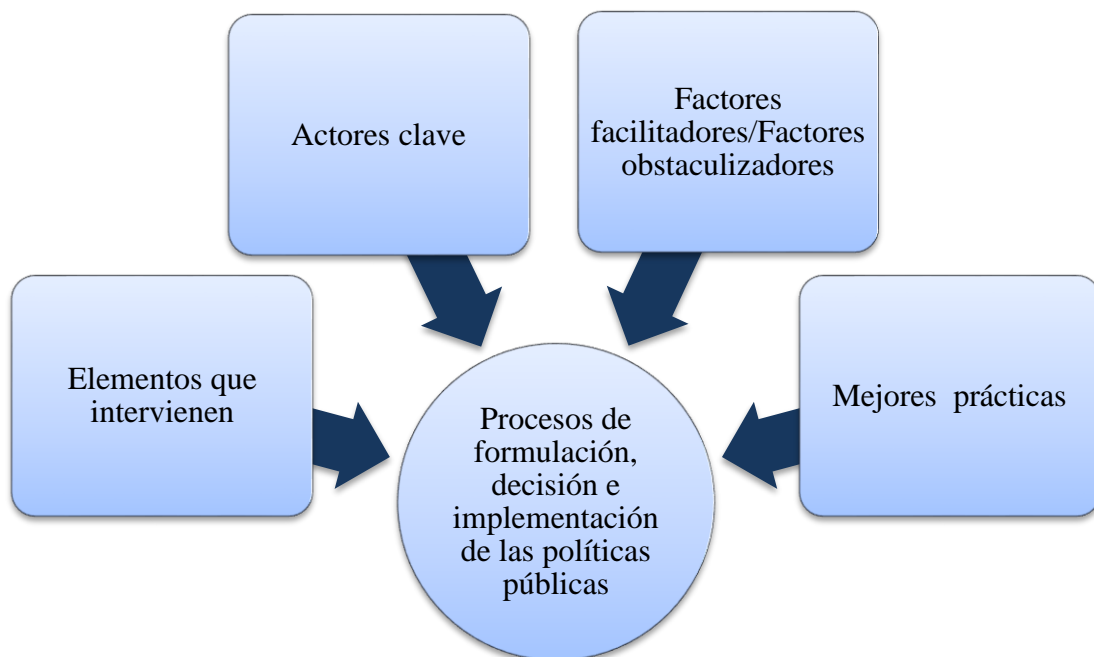 Actores clave
Factores
facilitadores/Factores
obstaculizadores
Elementos que
intervienen
Mejores prácticas
Procesos de
formulación,
decisión e
implementación
de las políticas
públicas